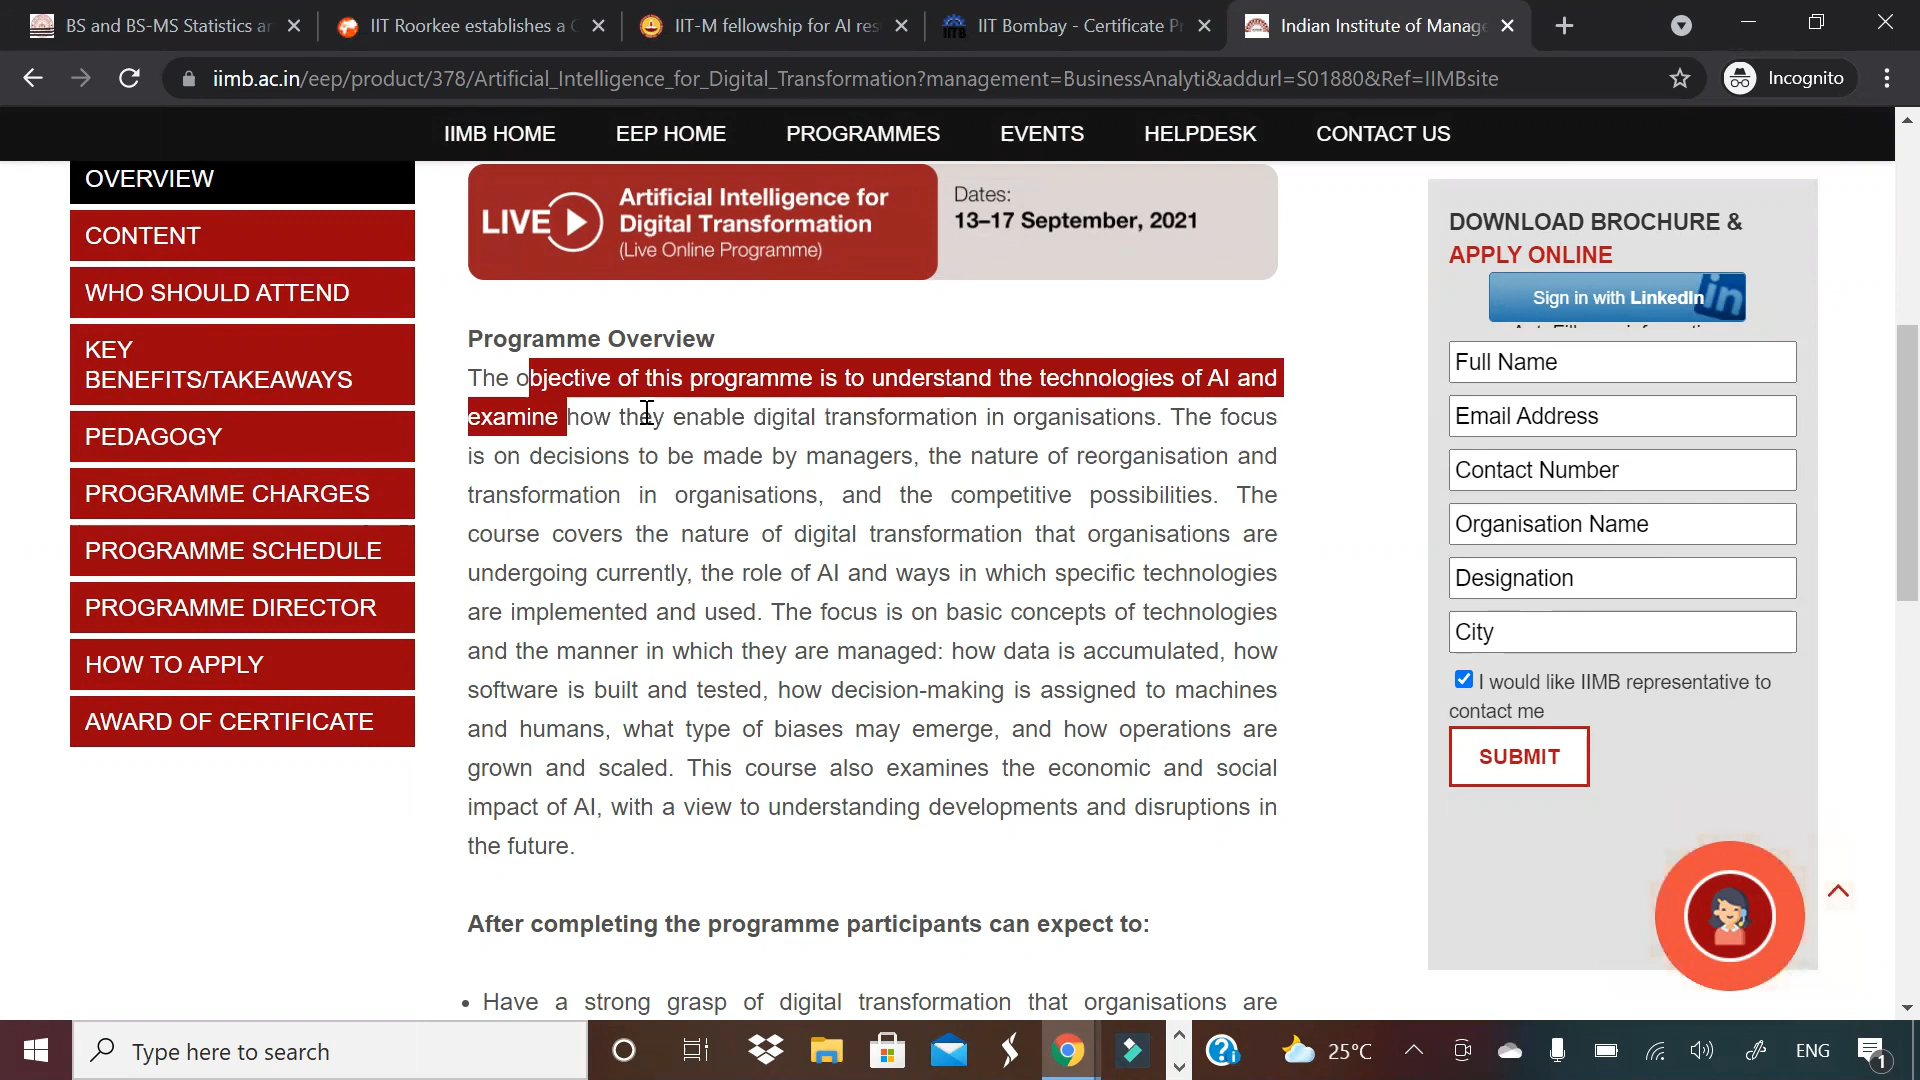 BS and BS-MS Statistics ar
IIT Roorkee establishes a C
IIT-M fellowship for AI res
IIT Bombay - Certificate Pr
Indian Institute of Manage
iimb.ac.in/eep/product/378/Artificial_Intelligence_for_Digital_Transformation?management=BusinessAnalyti&addurl=S01880&Ref=IIMBsite
Incognito
IIMB HOME
EEP HOME
PROGRAMMES
EVENTS
HELPDESK
CONTACT US
OVERVIEW
CONTENT
WHO SHOULD ATTEND
KEY
BENEFITS/TAKEAWAYS
PEDAGOGY
PROGRAMME CHARGES
PROGRAMME SCHEDULE
PROGRAMME DIRECTOR
HOW TO APPLY
AWARD OF CERTIFICATE
LIVE
Artificial Intelligence for
Digital Transformation
(Live Online Programme)
Dates:
13–17 September, 2021
Programme Overview
The objective of this programme is to understand the technologies of AI and
examine how they enable digital transformation in organisations. The focus
is on decisions to be made by managers, the nature of reorganisation and
transformation in organisations, and the competitive possibilities. The
course covers the nature of digital transformation that organisations are
undergoing currently, the role of AI and ways in which specific technologies
are implemented and used. The focus is on basic concepts of technologies
and the manner in which they are managed: how data is accumulated, how
software is built and tested, how decision-making is assigned to machines
and humans, what type of biases may emerge, and how operations are
grown and scaled. This course also examines the economic and social
impact of AI, with a view to understanding developments and disruptions in
the future.
After completing the programme participants can expect to:
• Have a strong grasp of digital transformation that organisations are
DOWNLOAD BROCHURE &
APPLY ONLINE
Sign in with LinkedIn
in
Full Name
Email Address
Contact Number
Organisation Name
Designation
City
I would like IIMB representative to
contact me
SUBMIT
Type here to search
25°C
ENG
1